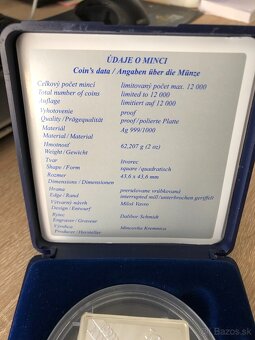 ÚDAJE O MINCI
Coin's data / Angaben über die Münze
Celkový počet mincí limitovaný počet max. 12 000
Total number of coins limited to 12 000
Auflage limitiert auf 12 000
Vyhotovenie proof
Quality / Prägequalität proof / polierte Platte
Materiál Ag 999/1000
Material / Material
Hmotnosť 62,207 g (2 oz)
Weight / Gewicht
Tvar štvorec
Shape / Form square / quadratisch
Rozmer 43,6 x 43,6 mm
Dimensions / Dimensionen
Hrana prerušovane vrúbkovaná
Edge / Rand interrupted mill / unterbrochen geriffelt
Výtvarný návrh Miloš Vavro
Design / Entwurf
Rytec Dalibor Schmidt
Engraver / Graveur
Výrobca Mincovňa Kremnica
Producer / Hersteller
bazos.sk